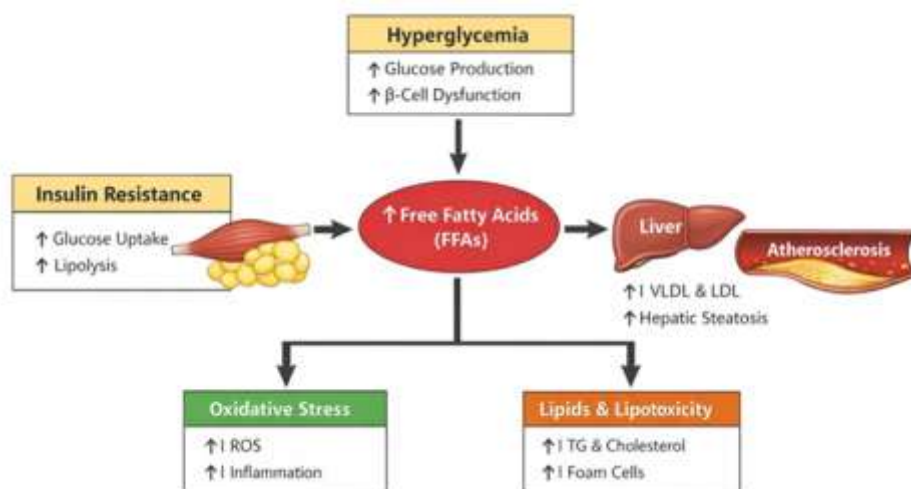 Hyperglycemia
↑ Glucose Production
↑ β-Cell Dysfunction
Insulin Resistance
↑ Glucose Uptake
↑ Lipolysis
↑ Free Fatty Acids
(FFAs)
Liver
Atherosclerosis
↑ I VLDL & LDL
↑ Hepatic Steatosis
Oxidative Stress
↑ I ROS
↑ I Inflammation
Lipids & Lipotoxicity
↑ I TG & Cholesterol
↑ I Foam Cells